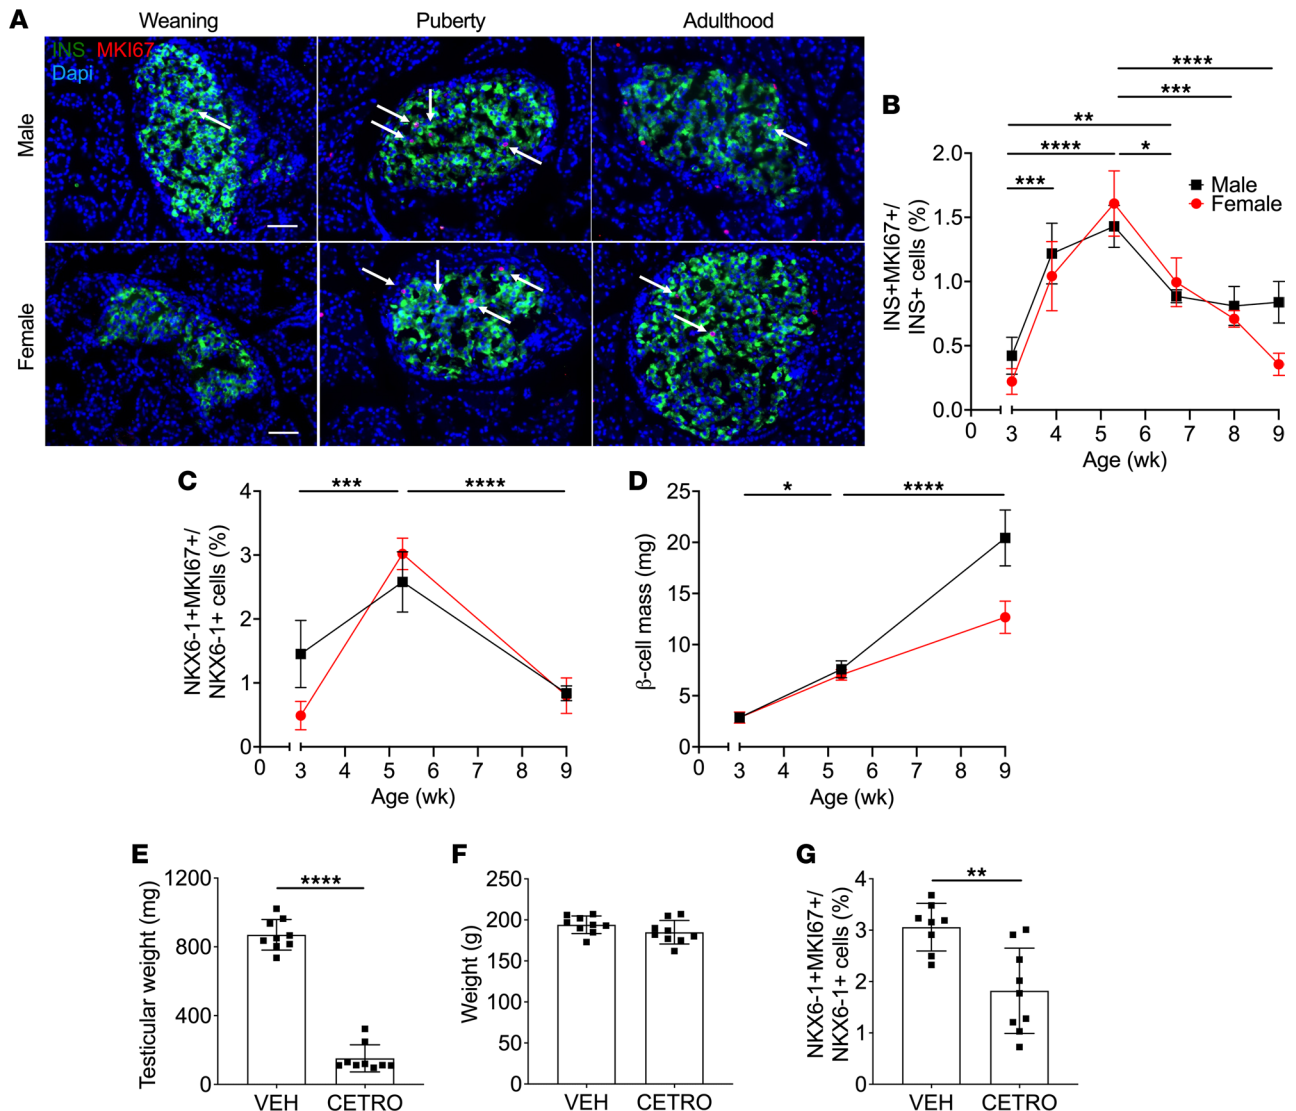 A
Weaning
Puberty
Adulthood
INS MKI67
Dapi
Male
Female
B
****
***
**
**** *
***
INS+MKI67+/
INS+ cells (%)
2.0
1.5
1.0
0.5
0.0
Male
Female
0 3 4 5 6 7 8 9
Age (wk)
C
*** ****
NKX6-1+MKI67+/
NKX6-1+ cells (%)
4
3
2
1
0
0 3 4 5 6 7 8 9
Age (wk)
D
* ****
β-cell mass (mg)
25
20
15
10
5
0
0 3 4 5 6 7 8 9
Age (wk)
E
****
Testicular weight (mg)
1200
800
400
0
VEH CETRO
F
Weight (g)
250
200
150
100
50
0
VEH CETRO
G
**
NKX6-1+MKI67+/
NKX6-1+ cells (%)
4
3
2
1
0
VEH CETRO